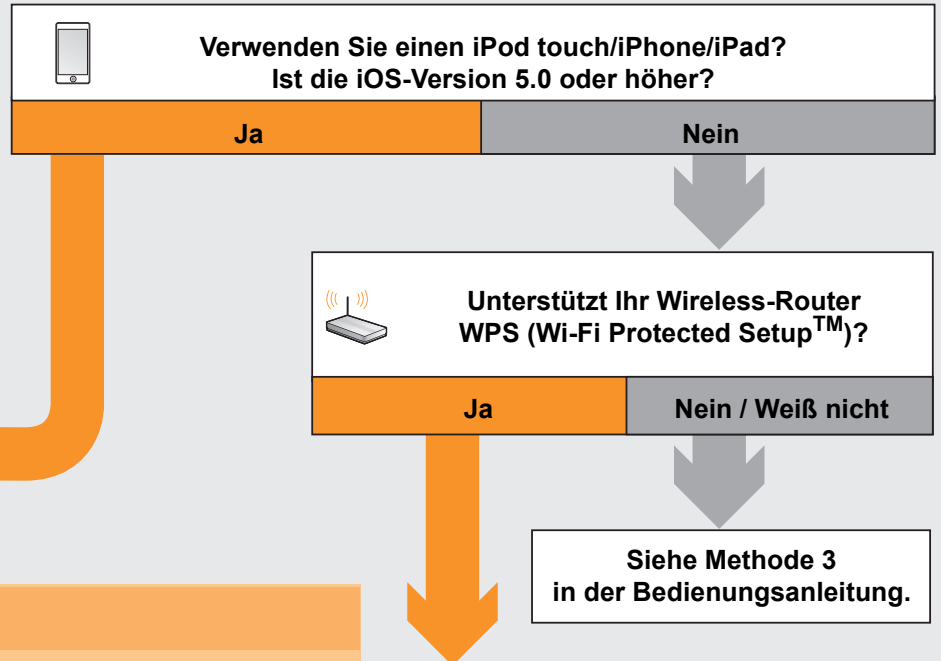 Verwenden Sie einen iPod touch/iPhone/iPad?
Ist die iOS-Version 5.0 oder höher?
Ja
Nein
Unterstützt Ihr Wireless-Router
WPS (Wi-Fi Protected Setup™)?
Ja
Nein / Weiß nicht
Siehe Methode 3
in der Bedienungsanleitung.